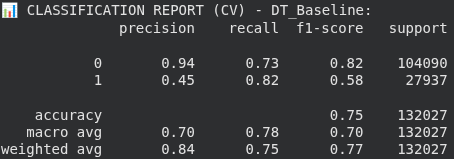 📊 CLASSIFICATION REPORT (CV) - DT_Baseline:
precision recall f1-score support
0 0.94 0.73 0.82 104090
1 0.45 0.82 0.58 27937
accuracy 0.75 132027
macro avg 0.70 0.78 0.70 132027
weighted avg 0.84 0.75 0.77 132027